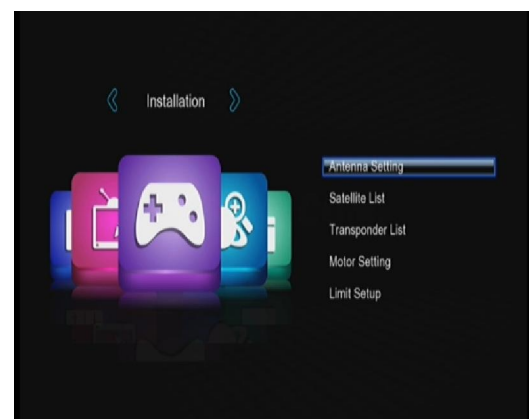 Installation
Antenna Setting
Satellite List
Transponder List
Motor Setting
Limit Setup